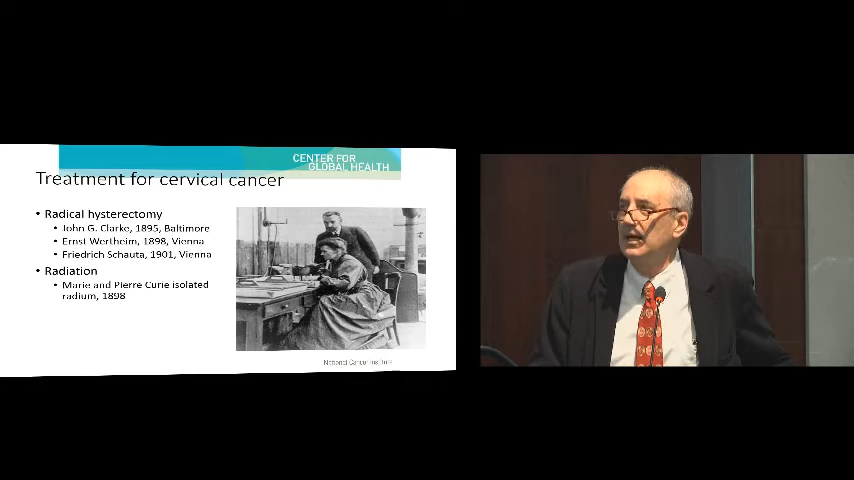 CENTER FOR
GLOBAL HEALTH
Treatment for cervical cancer
• Radical hysterectomy
• John G. Clarke, 1895, Baltimore
• Ernst Wertheim, 1898, Vienna
• Friedrich Schauta, 1901, Vienna
• Radiation
• Marie and Pierre Curie isolated
radium, 1898
National Cancer Institute